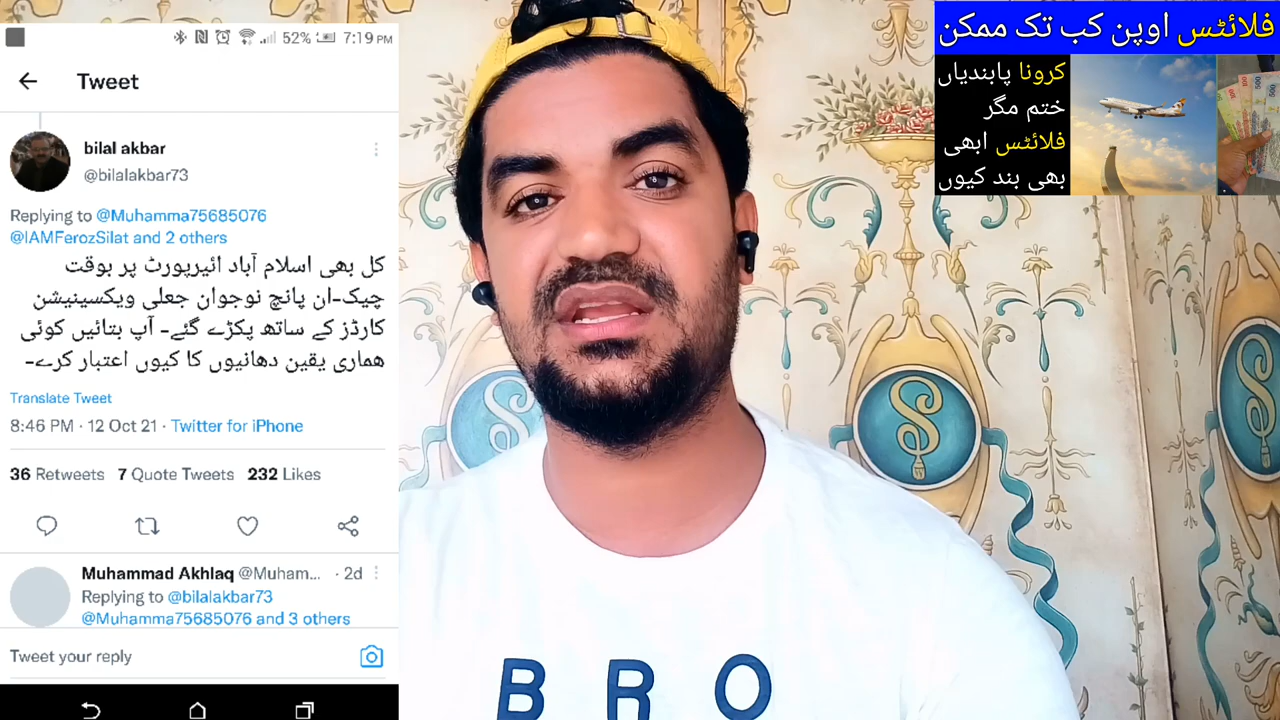 52% 7:19 PM
Tweet
bilal akbar
@bilalakbar73
Replying to @Muhamma75685076
@IAMFerozSilat and 2 others
کل بھی اسلام آباد ائیرپورٹ پر بوقت
چیک-ان پانچ نوجوان جعلی ویکسینیشن
کارڈز کے ساتھ پکڑے گئے- آپ بتائیں کوئی
ھماری یقین دھانیوں کا کیوں اعتبار کرے-
Translate Tweet
8:46 PM · 12 Oct 21 · Twitter for iPhone
36 Retweets 7 Quote Tweets 232 Likes
Muhammad Akhlaq @Muham... · 2d
Replying to @bilalakbar73
@Muhamma75685076 and 3 others
Tweet your reply
فلائٹس اوپن کب تک ممکن
کرونا پابندیاں
ختم مگر
فلائٹس ابھی
بھی بند کیوں
100
500
BRO